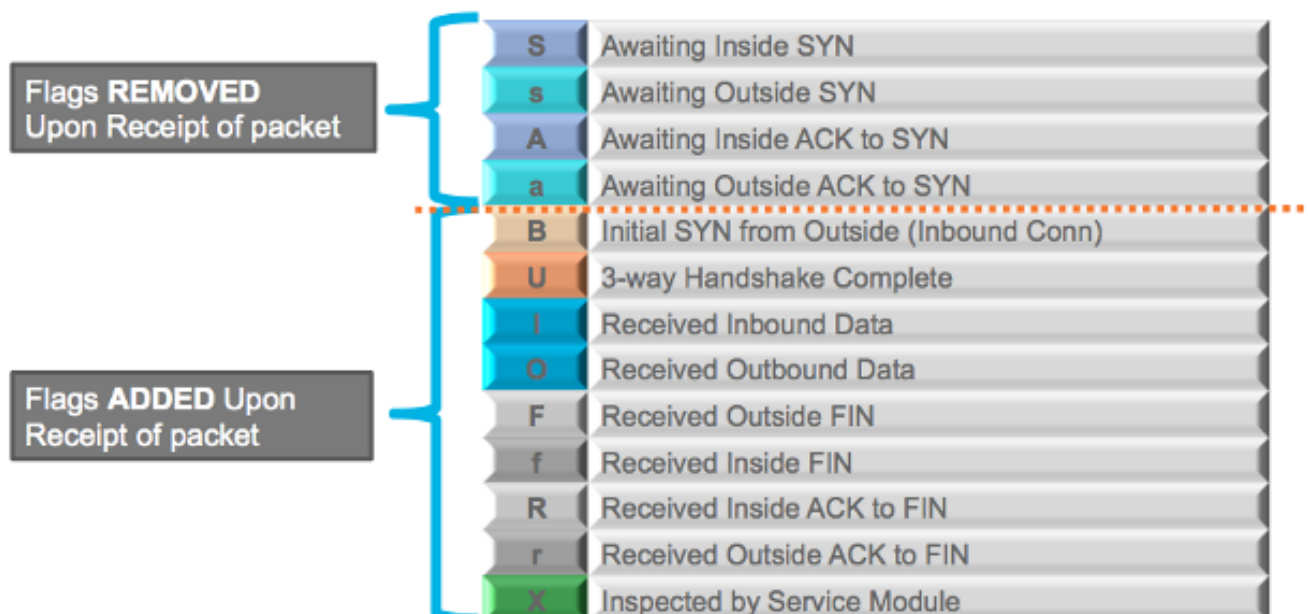 Flags REMOVED
Upon Receipt of packet
S Awaiting Inside SYN
s Awaiting Outside SYN
A Awaiting Inside ACK to SYN
a Awaiting Outside ACK to SYN
Flags ADDED Upon
Receipt of packet
B Initial SYN from Outside (Inbound Conn)
U 3-way Handshake Complete
I Received Inbound Data
O Received Outbound Data
F Received Outside FIN
f Received Inside FIN
R Received Inside ACK to FIN
r Received Outside ACK to FIN
X Inspected by Service Module